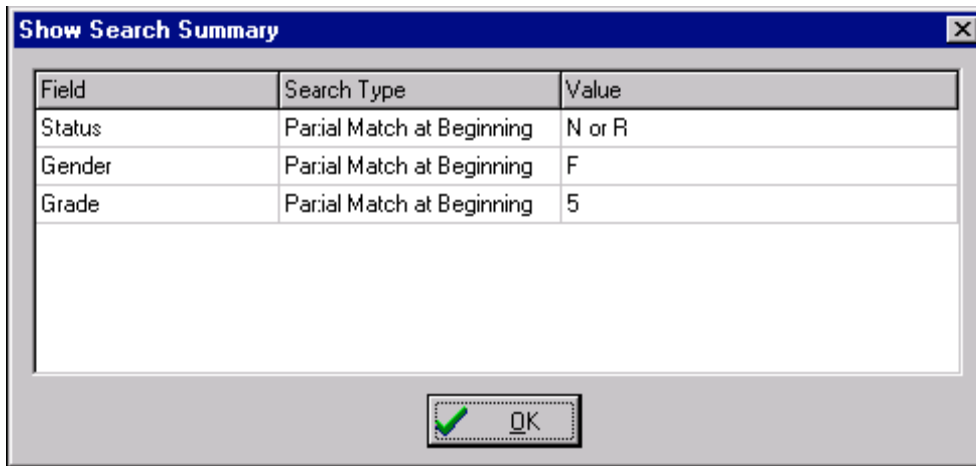 Show Search Summary
Field Search Type Value
Status Partial Match at Beginning N or R
Gender Partial Match at Beginning F
Grade Partial Match at Beginning 5
OK